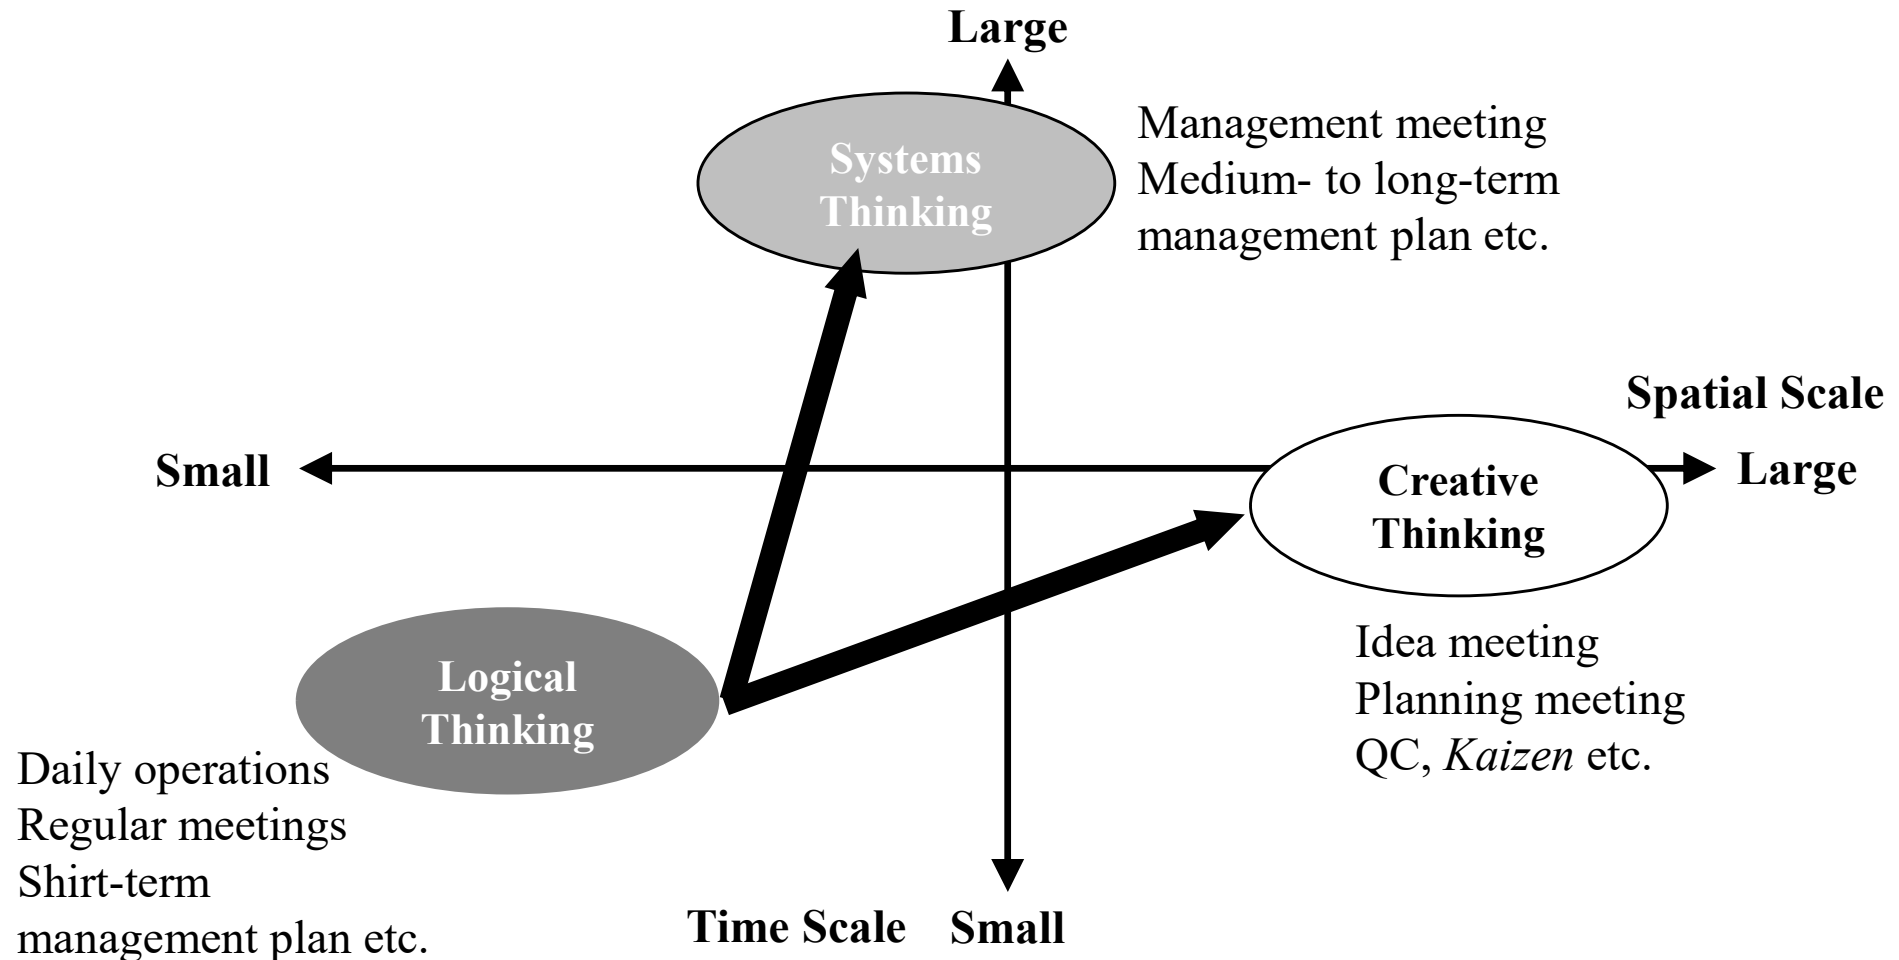 Large
Systems
Thinking
Management meeting
Medium- to long-term
management plan etc.
Spatial Scale
Small
Large
Creative
Thinking
Idea meeting
Planning meeting
QC, Kaizen etc.
Logical
Thinking
Daily operations
Regular meetings
Shirt-term
management plan etc.
Time Scale
Small